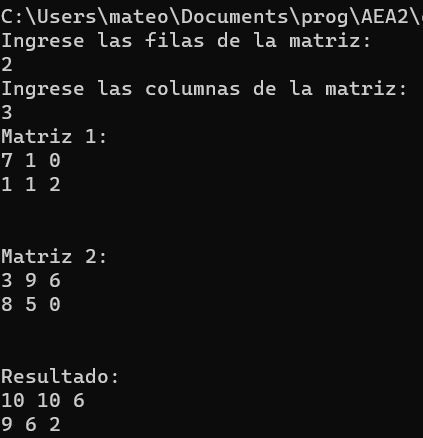 C:\Users\mateo\Documents\prog\AEA2\
Ingrese las filas de la matriz:
2
Ingrese las columnas de la matriz:
3
Matriz 1:
7 1 0
1 1 2
Matriz 2:
3 9 6
8 5 0
Resultado:
10 10 6
9 6 2